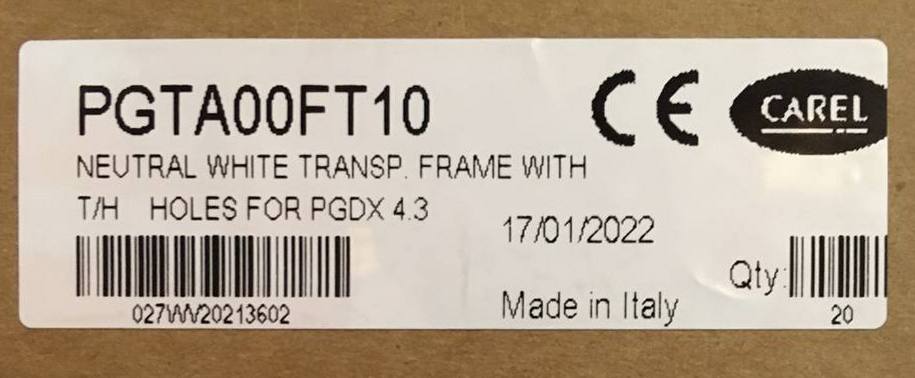 PGTA00FT10
CE
CAREL
NEUTRAL WHITE TRANSP. FRAME WITH
T/H HOLES FOR PGDX 4.3
17/01/2022
Qty:
027WV20213602
Made in Italy
20